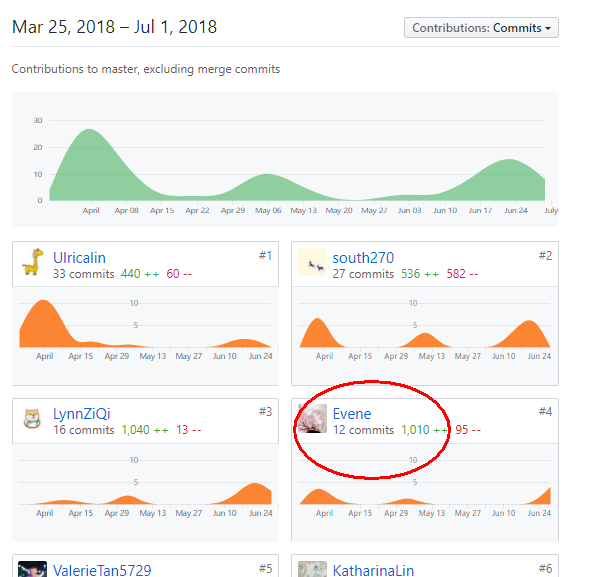 Mar 25, 2018 – Jul 1, 2018
Contributions: Commits
Contributions to master, excluding merge commits
30
20
10
0
April Apr 08 Apr 15 Apr 22 Apr 29 May 06 May 13 May 20 May 27 Jun 03 Jun 10 Jun 17 Jun 24 July
Ulricalin #1
33 commits 440 ++ 60 --
10
5
April Apr 15 Apr 29 May 13 May 27 Jun 10 Jun 24
south270 #2
27 commits 536 ++ 582 --
10
5
April Apr 15 Apr 29 May 13 May 27 Jun 10 Jun 24
LynnZiQi #3
16 commits 1,040 ++ 13 --
10
5
April Apr 15 Apr 29 May 13 May 27 Jun 10 Jun 24
Evene #4
12 commits 1,010 ++ 95 --
10
5
April Apr 15 Apr 29 May 13 May 27 Jun 10 Jun 24
ValerieTan5729 #5
KatharinaLin #6